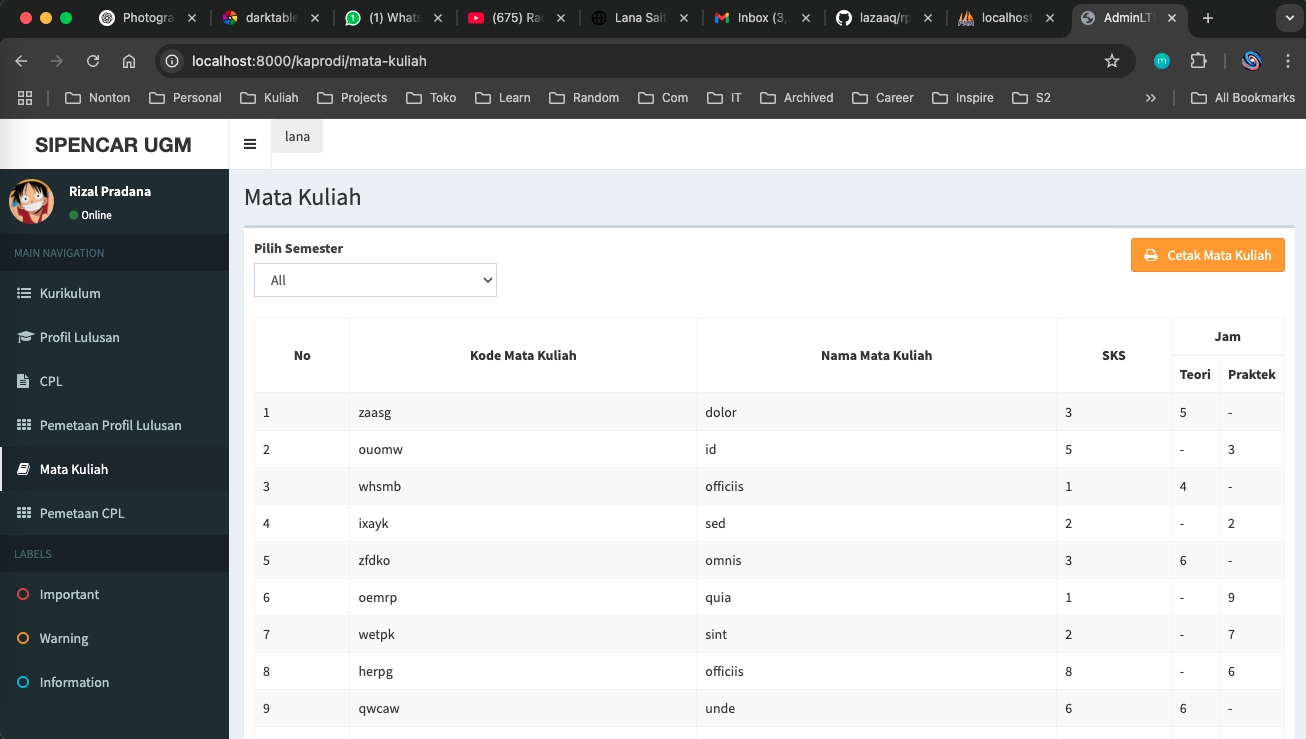 Photogra
darktable
(1) Whats
(675) Rac
Lana Saif
Inbox (3,
lazaaq/rp
localhost
AdminLT
localhost:8000/kaprodi/mata-kuliah
m
Nonton Personal Kuliah Projects Toko Learn Random Com IT Archived Career Inspire S2 » All Bookmarks
SIPENCAR UGM
lana
Rizal Pradana
Online
MAIN NAVIGATION
Kurikulum
Profil Lulusan
CPL
Pemetaan Profil Lulusan
Mata Kuliah
Pemetaan CPL
LABELS
Important
Warning
Information
Mata Kuliah
Pilih Semester
All
Cetak Mata Kuliah
No Kode Mata Kuliah Nama Mata Kuliah SKS Jam
Teori Praktek
1 zaasg dolor 3 5 -
2 ouomw id 5 - 3
3 whsmb officiis 1 4 -
4 ixayk sed 2 - 2
5 zfdko omnis 3 6 -
6 oemrp quia 1 - 9
7 wetpk sint 2 - 7
8 herpg officiis 8 - 6
9 qwcaw unde 6 6 -